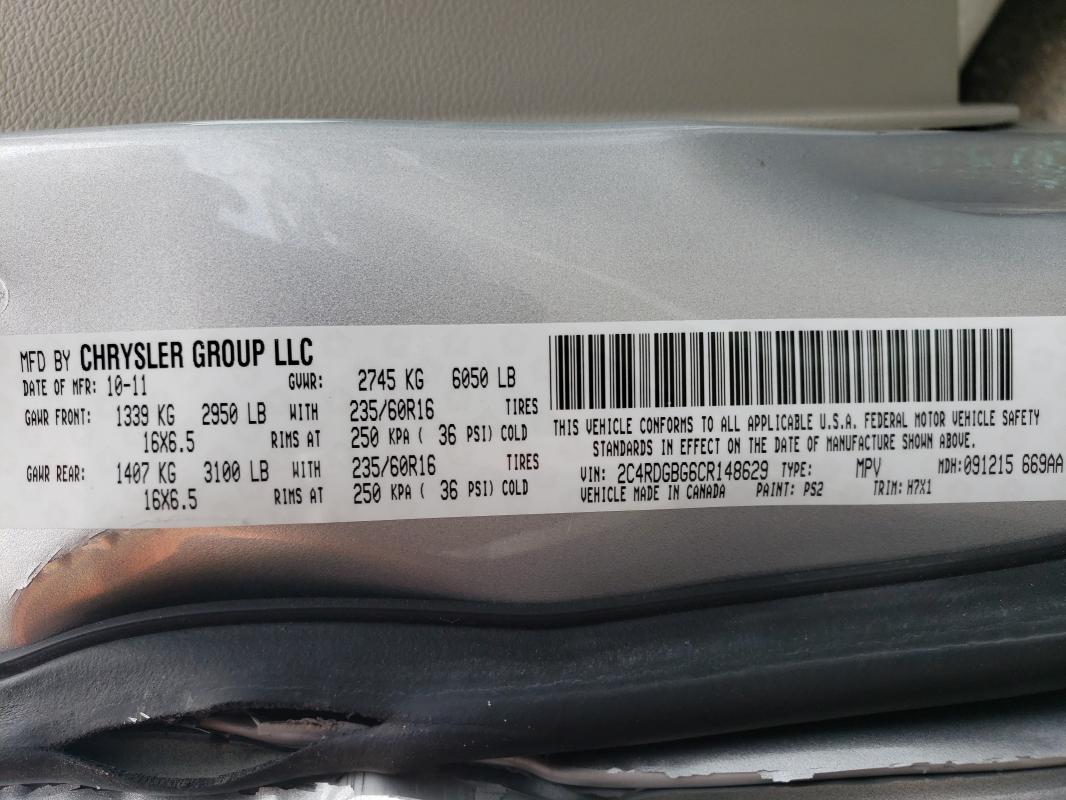 MFD BY CHRYSLER GROUP LLC
DATE OF MFR: 10-11 GVWR: 2745 KG 6050 LB
GAWR FRONT: 1339 KG 2950 LB WITH 235/60R16 TIRES
16X6.5 RIMS AT 250 KPA ( 36 PSI) COLD
GAWR REAR: 1407 KG 3100 LB WITH 235/60R16 TIRES
16X6.5 RIMS AT 250 KPA ( 36 PSI) COLD
THIS VEHICLE CONFORMS TO ALL APPLICABLE U.S.A. FEDERAL MOTOR VEHICLE SAFETY
STANDARDS IN EFFECT ON THE DATE OF MANUFACTURE SHOWN ABOVE.
VIN: 2C4RDGBG6CR148629 TYPE: MPV MDH:091215 669AA
VEHICLE MADE IN CANADA PAINT: PS2 TRIM: H7X1